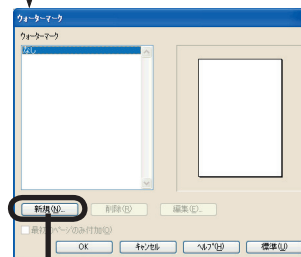 ウォーターマーク
ウォーターマーク
なし
新規(N)... 削除(R) 編集(E)...
最初のページのみ付加(O)
OK キャンセル ヘルプ(H) 標準(U)